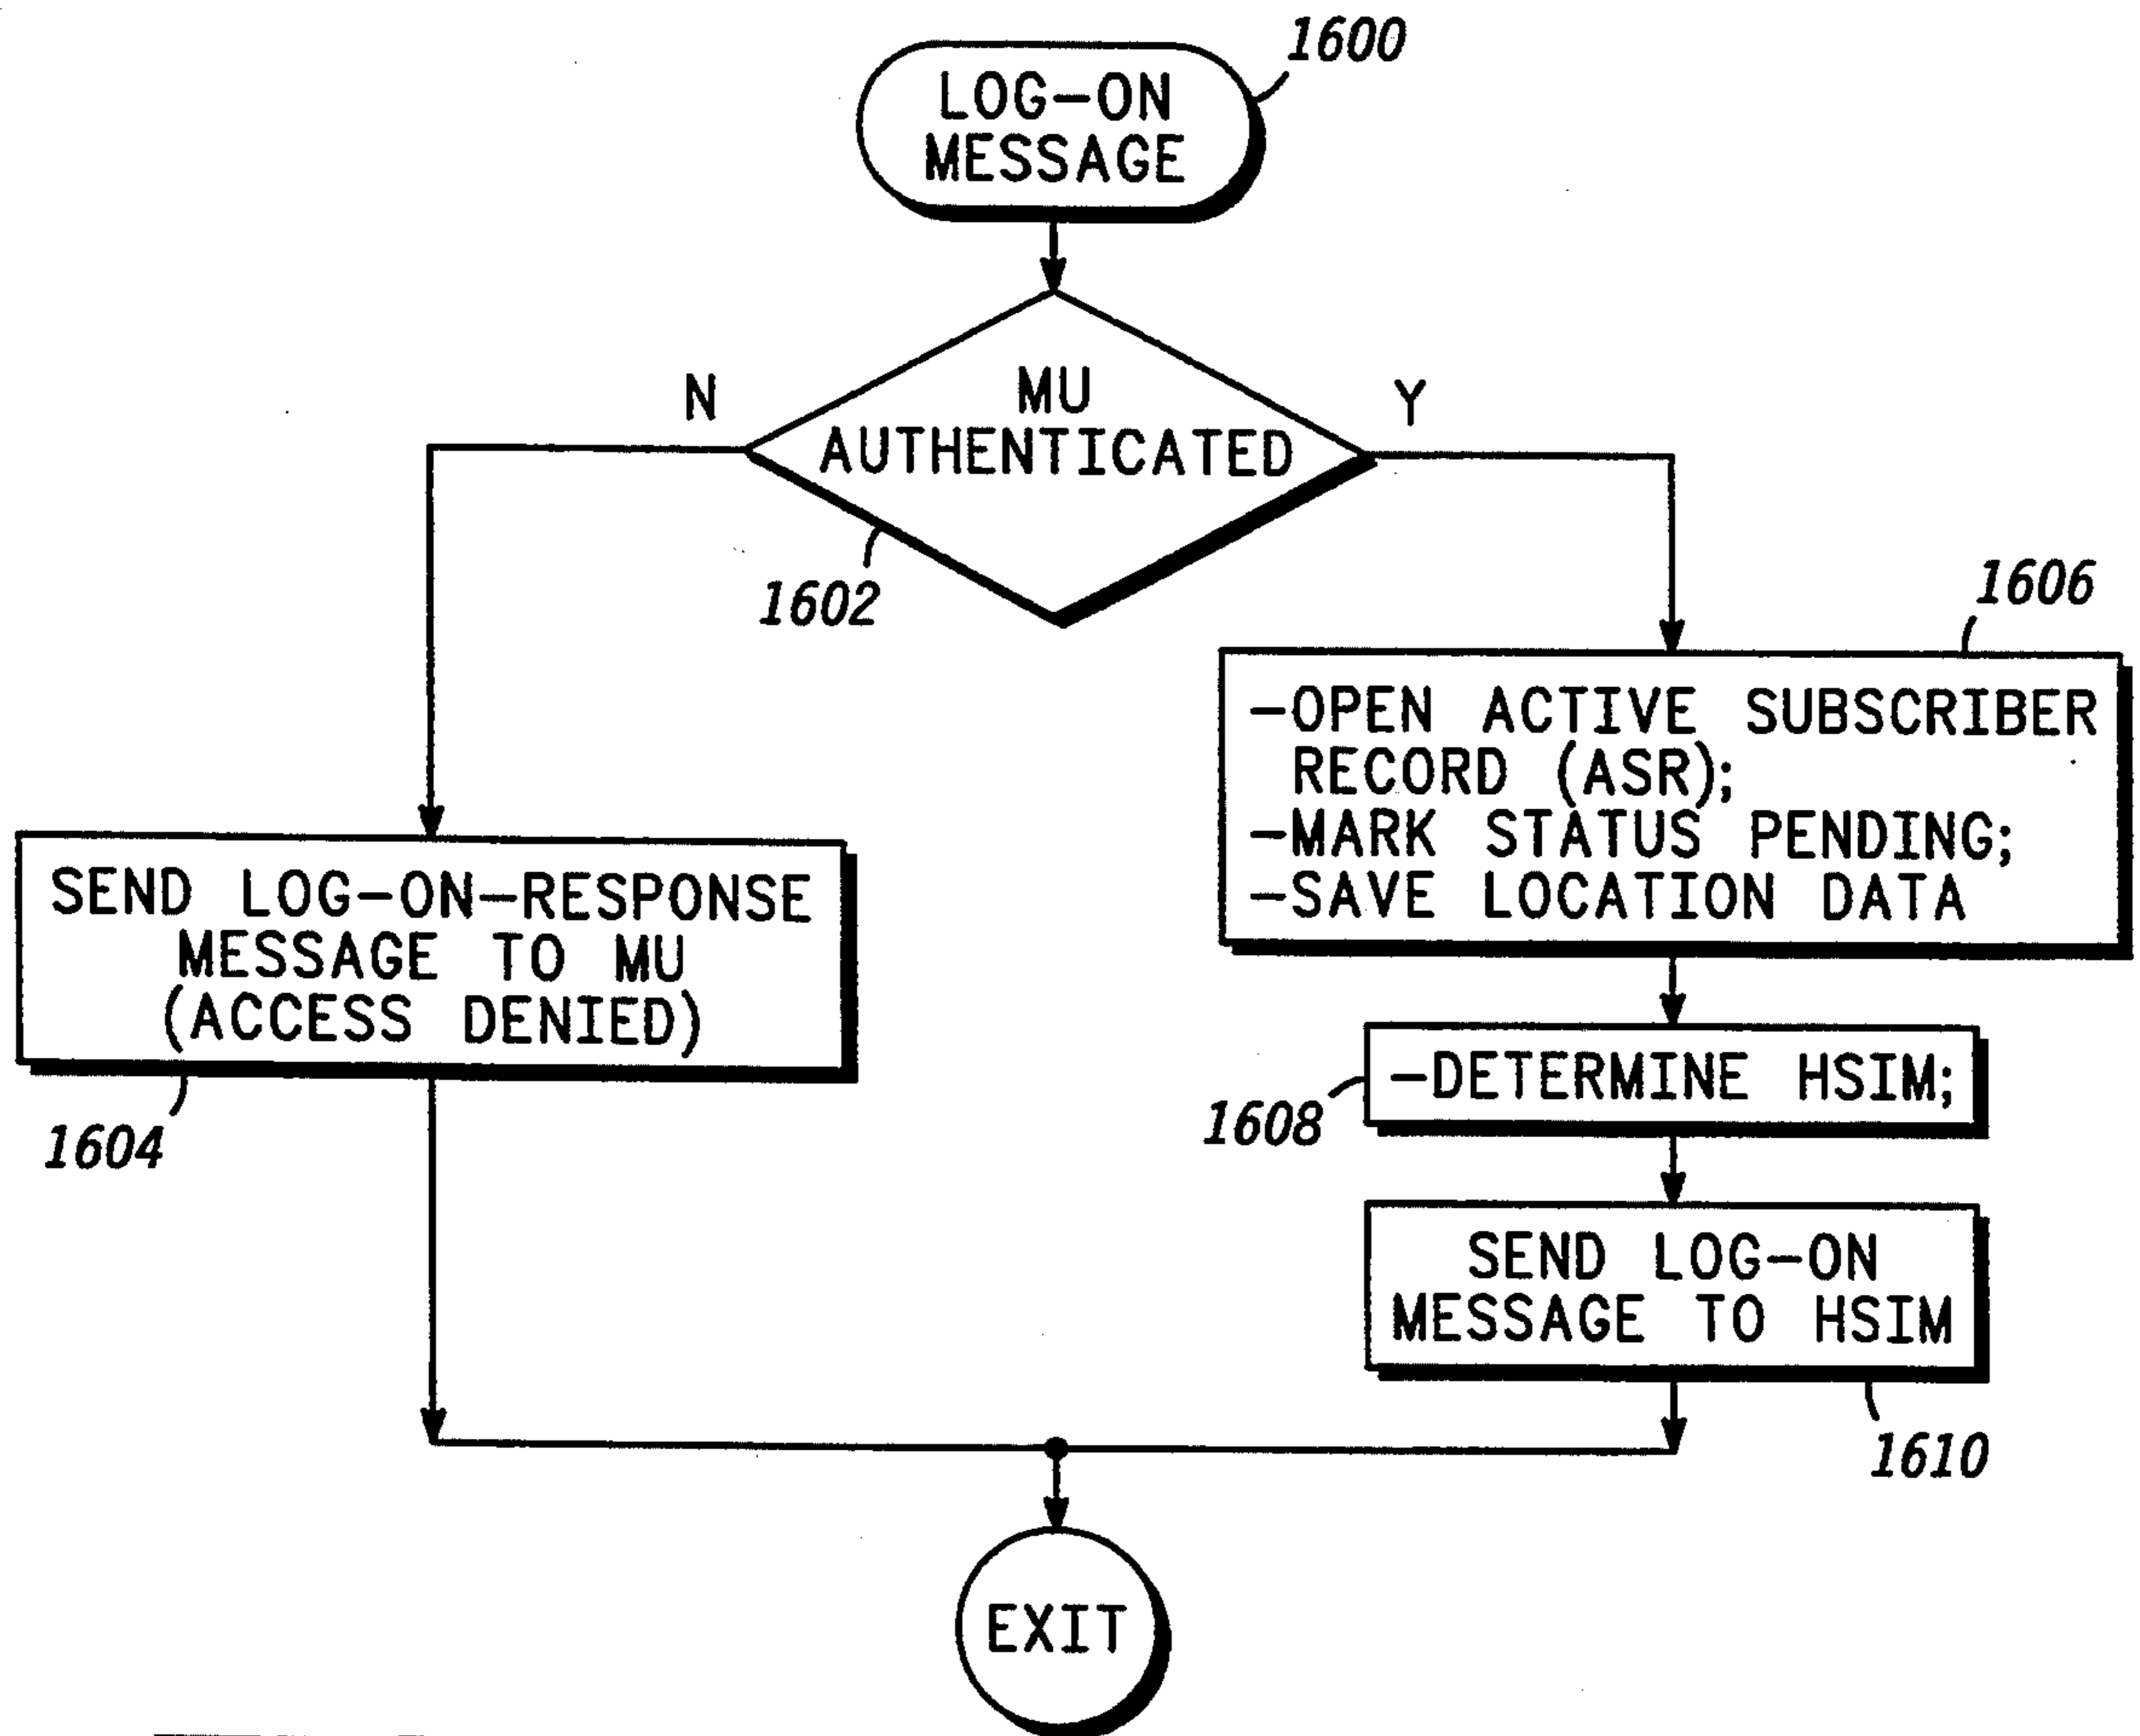 1600
LOG-ON
MESSAGE
N
MU
AUTHENTICATED
Y
1602
1606
-OPEN ACTIVE SUBSCRIBER
RECORD (ASR);
-MARK STATUS PENDING;
-SAVE LOCATION DATA
SEND LOG-ON-RESPONSE
MESSAGE TO MU
(ACCESS DENIED)
1604
-DETERMINE HSIM;
1608
SEND LOG-ON
MESSAGE TO HSIM
1610
EXIT